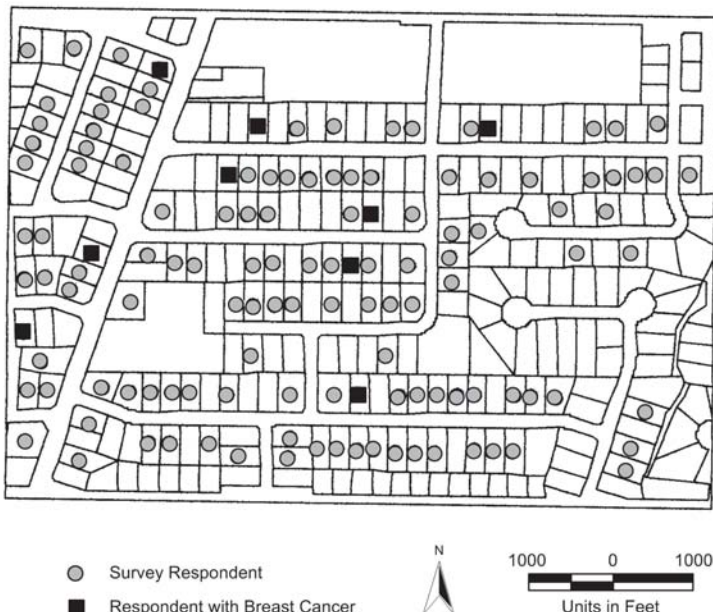 N
Survey Respondent
1000 0 1000
Respondent with Breast Cancer
Units in Feet